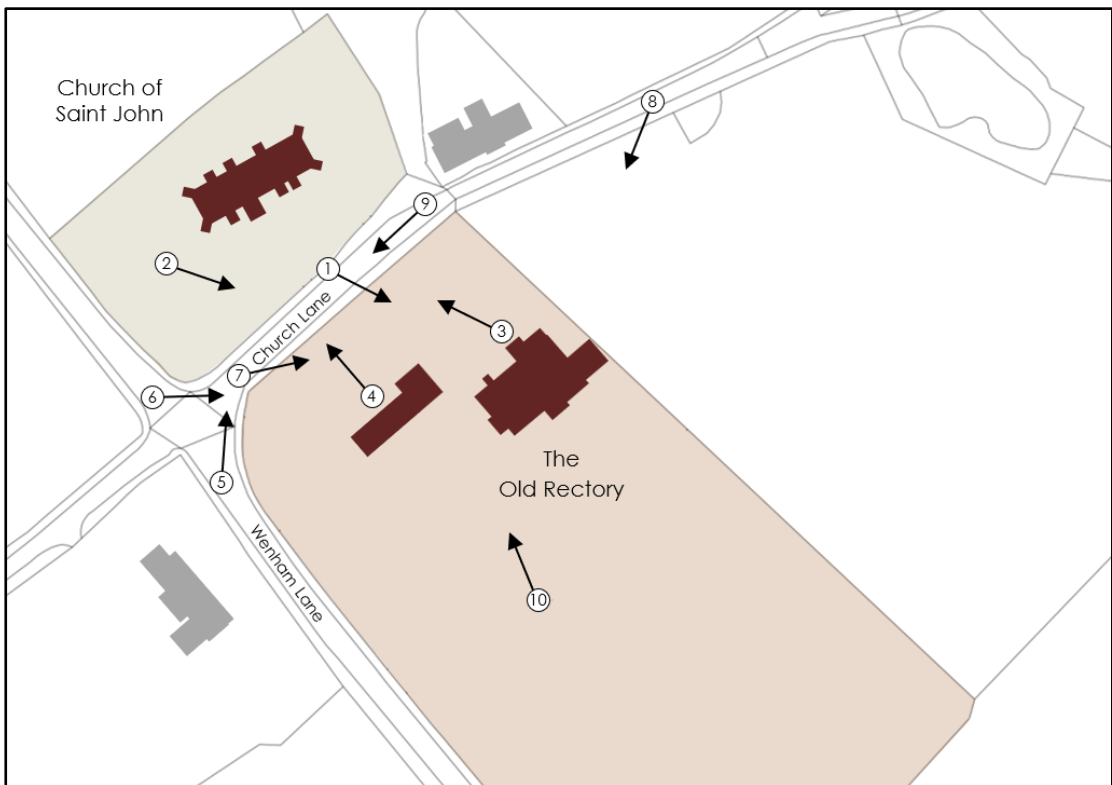 Church of
Saint John
8
9
2
1
Church Lane
3
7
6
4
The
Old Rectory
5
Wenham Lane
10